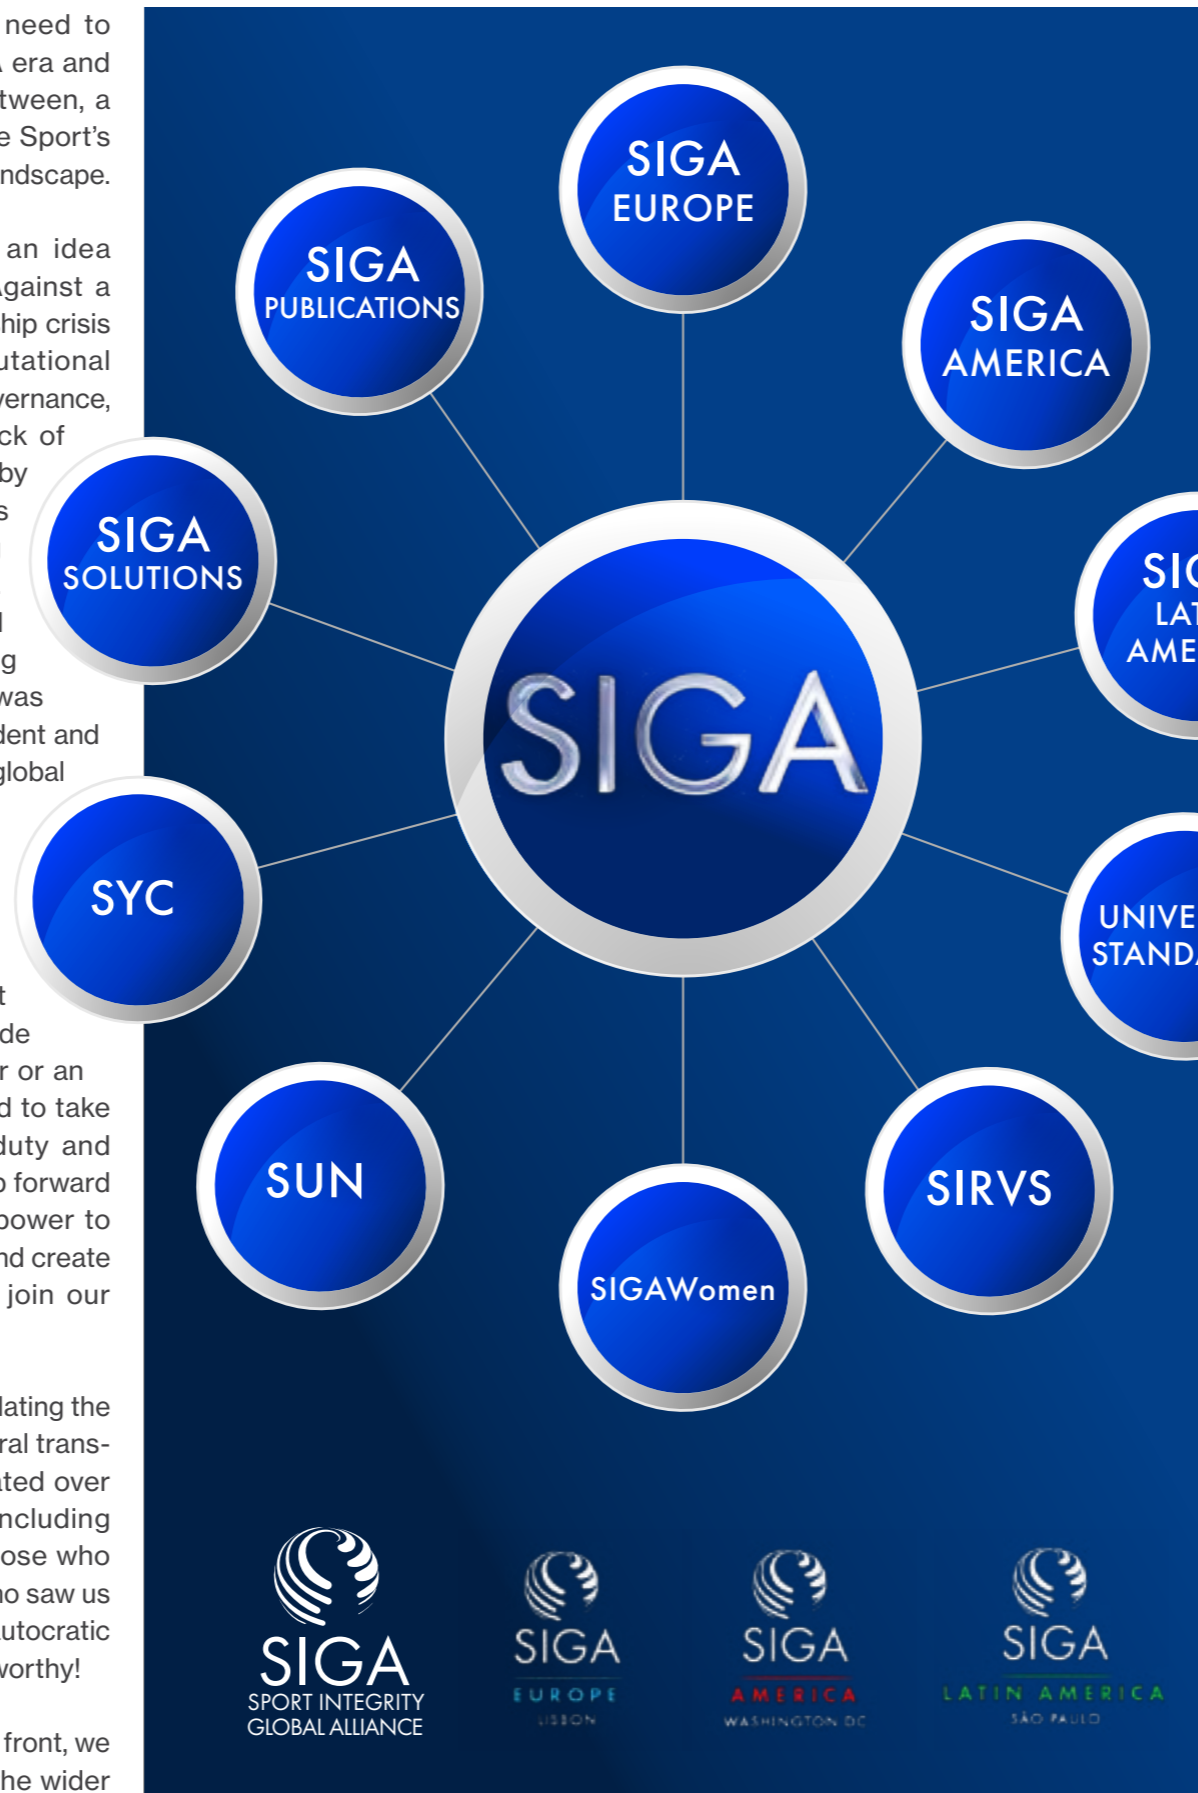 need to
era and
a
e Sport's
an idea
gainst a
hip crisis
ck of
by
g
was
dent and
global
t
de
r or an
d to take
duty and
forward
power to
nd create
join our
lating the
ral trans-
ated over
ncluding
ose who
no saw us
utocratic
worthy!
front, we
he wider
SIGA
EUROPE
SIGA
PUBLICATIONS
SIGA
AMERICA
SIGA
SOLUTIONS
SIGA
SYC
SUN
SIRVS
SIGAWomen
SIGA
SPORT INTEGRITY
GLOBAL ALLIANCE
SIGA
EUROPE
LISBON
SIGA
AMERICA
WASHINGTON DC
SIGA
LATIN AMERICA
SÃO PAULO